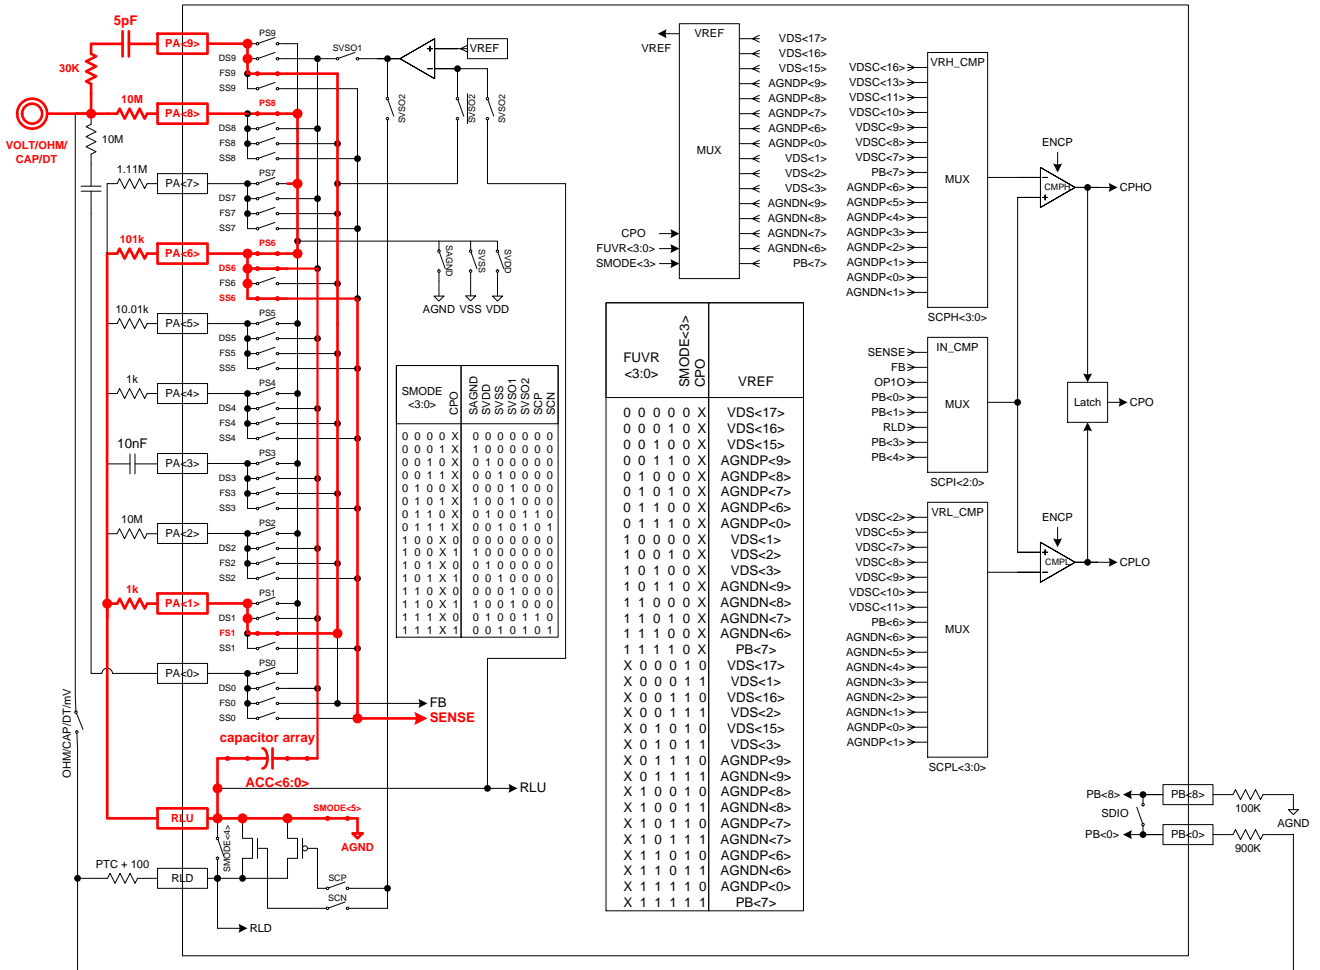 5pF
PA<9>
PS9
DS9
FS9
SS9
30K
SVSO1
VREF
SVSO2
SVSO2
SVSO2
VOLT/OHM/
CAP/DT
10M
PA<8>
PS8
DS8
FS8
SS8
10M
1.11M
PA<7>
PS7
DS7
FS7
SS7
101k
PA<6>
PS6
DS6
FS6
SS6
SAGND
SVSS
SVDD
AGND
VSS
VDD
10.01k
PA<5>
PS5
DS5
FS5
SS5
1k
PA<4>
PS4
DS4
FS4
SS4
10nF
PA<3>
PS3
DS3
FS3
SS3
10M
PA<2>
PS2
DS2
FS2
SS2
1k
PA<1>
PS1
DS1
FS1
SS1
PA<0>
PS0
DS0
FS0
SS0
FB
SENSE
OHM/CAP/DT/mV
capacitor array
ACC<6:0>
RLU
RLU
SMODE<5>
AGND
SMODE<4>
PTC + 100
RLD
SCP
SCN
RLD
SMODE
<3:0>
CPO
SAGND
SVDD
SVSS
SVSO1
SVSO2
SCP
SCN
0 0 0 0 X 0 0 0 0 0 0 0
0 0 0 1 X 1 0 0 0 0 0 0
0 0 1 0 X 0 1 0 0 0 0 0
0 0 1 1 X 0 0 1 0 0 0 0
0 1 0 0 X 0 0 0 1 0 0 0
0 1 0 1 X 1 0 0 0 1 0 0
0 1 1 0 X 0 1 0 0 1 1 0
0 1 1 1 X 0 0 1 0 1 0 1
1 0 0 X 0 0 0 0 0 0 0 0
1 0 0 X 1 0 0 0 0 0 0 0
1 0 1 X 0 0 1 0 0 0 0 0
1 0 1 X 1 0 0 1 0 0 0 0
1 1 0 X 0 1 0 0 0 0 0 0
1 1 0 X 1 0 0 0 1 0 0 0
1 1 1 X 0 0 1 0 0 1 1 0
1 1 1 X 1 0 0 1 0 1 0 1
VREF
VREF
MUX
VDS<17>
VDS<16>
VDS<15>
AGNDP<9>
AGNDP<8>
AGNDP<7>
AGNDP<6>
AGNDP<0>
VDS<1>
VDS<2>
VDS<3>
AGNDN<9>
AGNDN<8>
AGNDN<7>
AGNDN<6>
PB<7>
CPO
FUVR<3:0>
SMODE<3>
FUVR
<3:0>
SMODE<3>
CPO
VREF
0 0 0 0 0 X VDS<17>
0 0 0 1 0 X VDS<16>
0 0 1 0 0 X VDS<15>
0 0 1 1 0 X AGNDP<9>
0 1 0 0 0 X AGNDP<8>
0 1 0 1 0 X AGNDP<7>
0 1 1 0 0 X AGNDP<6>
0 1 1 1 0 X AGNDP<0>
1 0 0 0 0 X VDS<1>
1 0 0 1 0 X VDS<2>
1 0 1 0 0 X VDS<3>
1 0 1 1 0 X AGNDN<9>
1 1 0 0 0 X AGNDN<8>
1 1 0 1 0 X AGNDN<7>
1 1 1 0 0 X AGNDN<6>
1 1 1 1 0 X PB<7>
X 0 0 0 1 0 VDS<17>
X 0 0 0 1 1 VDS<1>
X 0 0 1 1 0 VDS<16>
X 0 0 1 1 1 VDS<2>
X 0 1 0 1 0 VDS<15>
X 0 1 0 1 1 VDS<3>
X 0 1 1 1 0 AGNDP<9>
X 0 1 1 1 1 AGNDN<9>
X 1 0 0 1 0 AGNDP<8>
X 1 0 0 1 1 AGNDN<8>
X 1 0 1 1 0 AGNDP<7>
X 1 0 1 1 1 AGNDN<7>
X 1 1 0 1 0 AGNDP<6>
X 1 1 0 1 1 AGNDN<6>
X 1 1 1 1 0 AGNDP<0>
X 1 1 1 1 1 PB<7>
VRH_CMP
MUX
VDSC<16>
VDSC<13>
VDSC<11>
VDSC<10>
VDSC<9>
VDSC<8>
VDSC<7>
PB<7>
AGNDP<6>
AGNDP<5>
AGNDP<4>
AGNDP<3>
AGNDP<2>
AGNDP<1>
AGNDP<0>
AGNDN<1>
SCPH<3:0>
ENCP
CMPH
CPHO
IN_CMP
MUX
SENSE
FB
OP1O
PB<0>
PB<1>
RLD
PB<3>
PB<4>
SCPI<2:0>
Latch
CPO
VRL_CMP
MUX
VDSC<2>
VDSC<5>
VDSC<7>
VDSC<8>
VDSC<9>
VDSC<10>
VDSC<11>
PB<6>
AGNDN<6>
AGNDN<5>
AGNDN<4>
AGNDN<3>
AGNDN<2>
AGNDN<1>
AGNDP<0>
AGNDP<1>
SCPL<3:0>
ENCP
CMPL
CPLO
PB<8>
PB<8>
100K
AGND
SDIO
PB<0>
PB<0>
900K